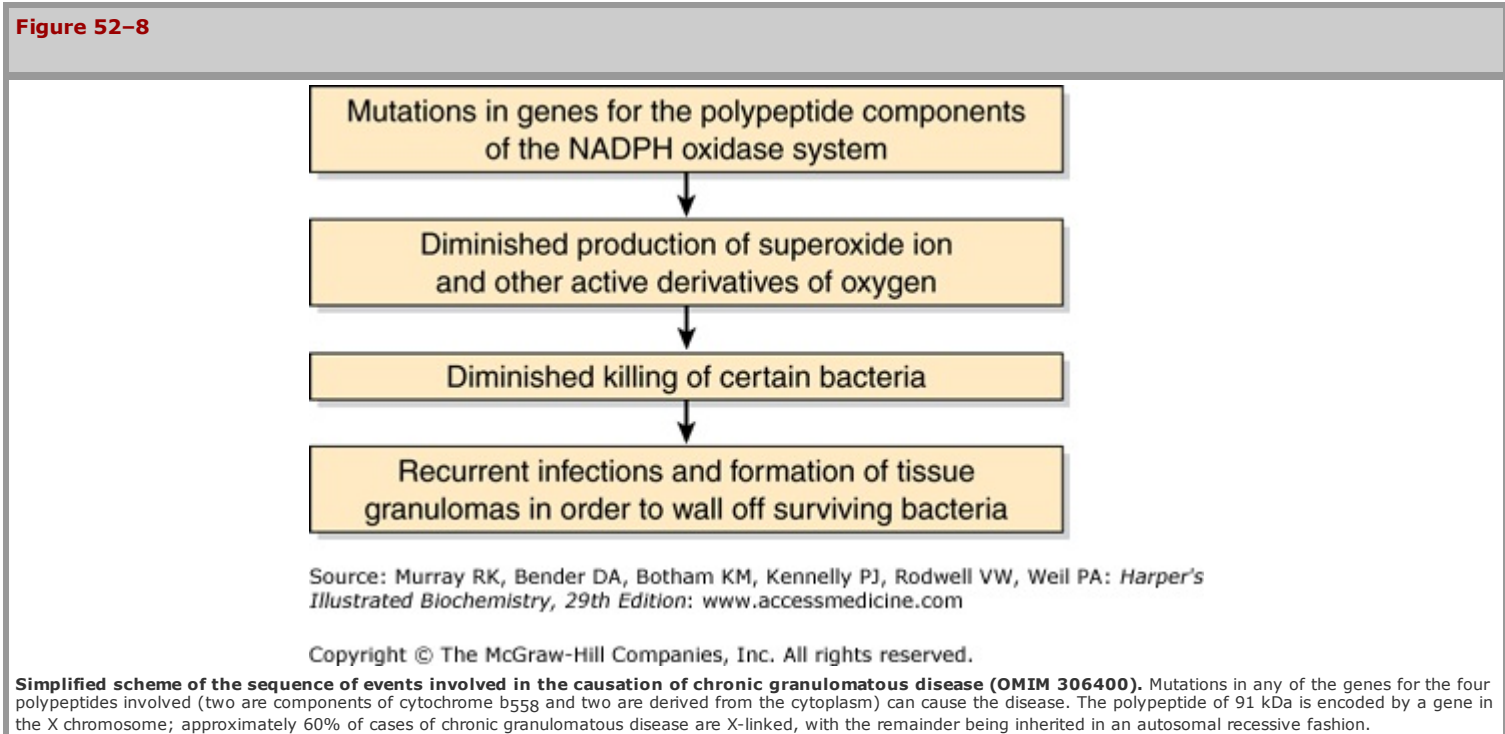 Figure 52–8
Mutations in genes for the polypeptide components
of the NADPH oxidase system
Diminished production of superoxide ion
and other active derivatives of oxygen
Diminished killing of certain bacteria
Recurrent infections and formation of tissue
granulomas in order to wall off surviving bacteria
Source: Murray RK, Bender DA, Botham KM, Kennelly PJ, Rodwell VW, Weil PA: Harper's
Illustrated Biochemistry, 29th Edition: www.accessmedicine.com
Copyright © The McGraw-Hill Companies, Inc. All rights reserved.
Simplified scheme of the sequence of events involved in the causation of chronic granulomatous disease (OMIM 306400). Mutations in any of the genes for the four
polypeptides involved (two are components of cytochrome b558 and two are derived from the cytoplasm) can cause the disease. The polypeptide of 91 kDa is encoded by a gene in
the X chromosome; approximately 60% of cases of chronic granulomatous disease are X-linked, with the remainder being inherited in an autosomal recessive fashion.